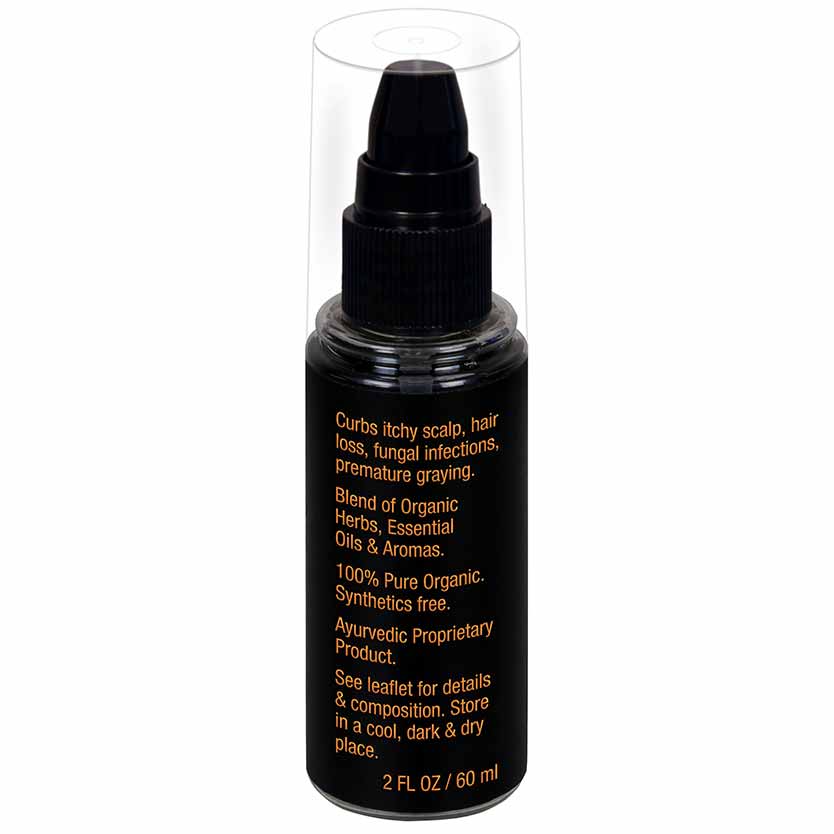 Curbs itchy scalp, hair
loss, fungal infections,
premature graying.
Blend of Organic
Herbs, Essential
Oils & Aromas.
100% Pure Organic.
Synthetics free.
Ayurvedic Proprietary
Product.
See leaflet for details
& composition. Store
in a cool, dark & dry
place.
2 FL OZ / 60 ml